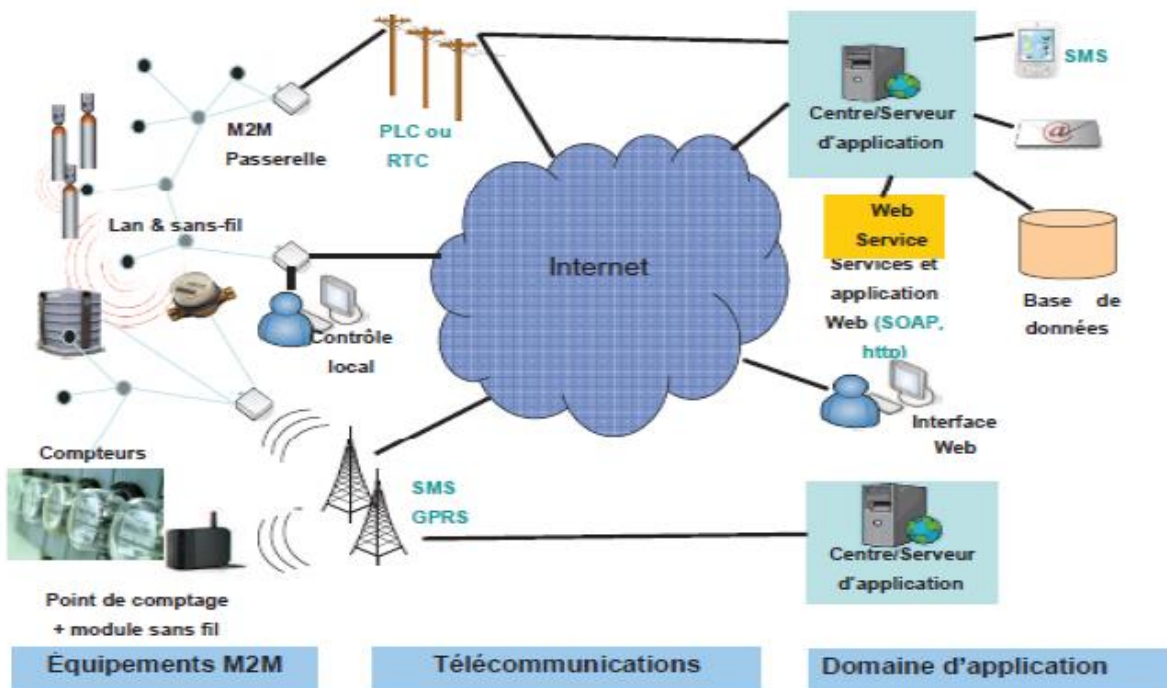 SMS
Centre/Serveur
d'application
M2M
Passerelle
PLC ou
RTC
@
Web
Service
Lan & sans-fil
Internet
Services et
application
Web (SOAP,
http)
Base de
données
Contrôle
local
Interface
Web
Compteurs
SMS
GPRS
Centre/Serveur
d'application
Point de comptage
+ module sans fil
Équipements M2M
Télécommunications
Domaine d'application